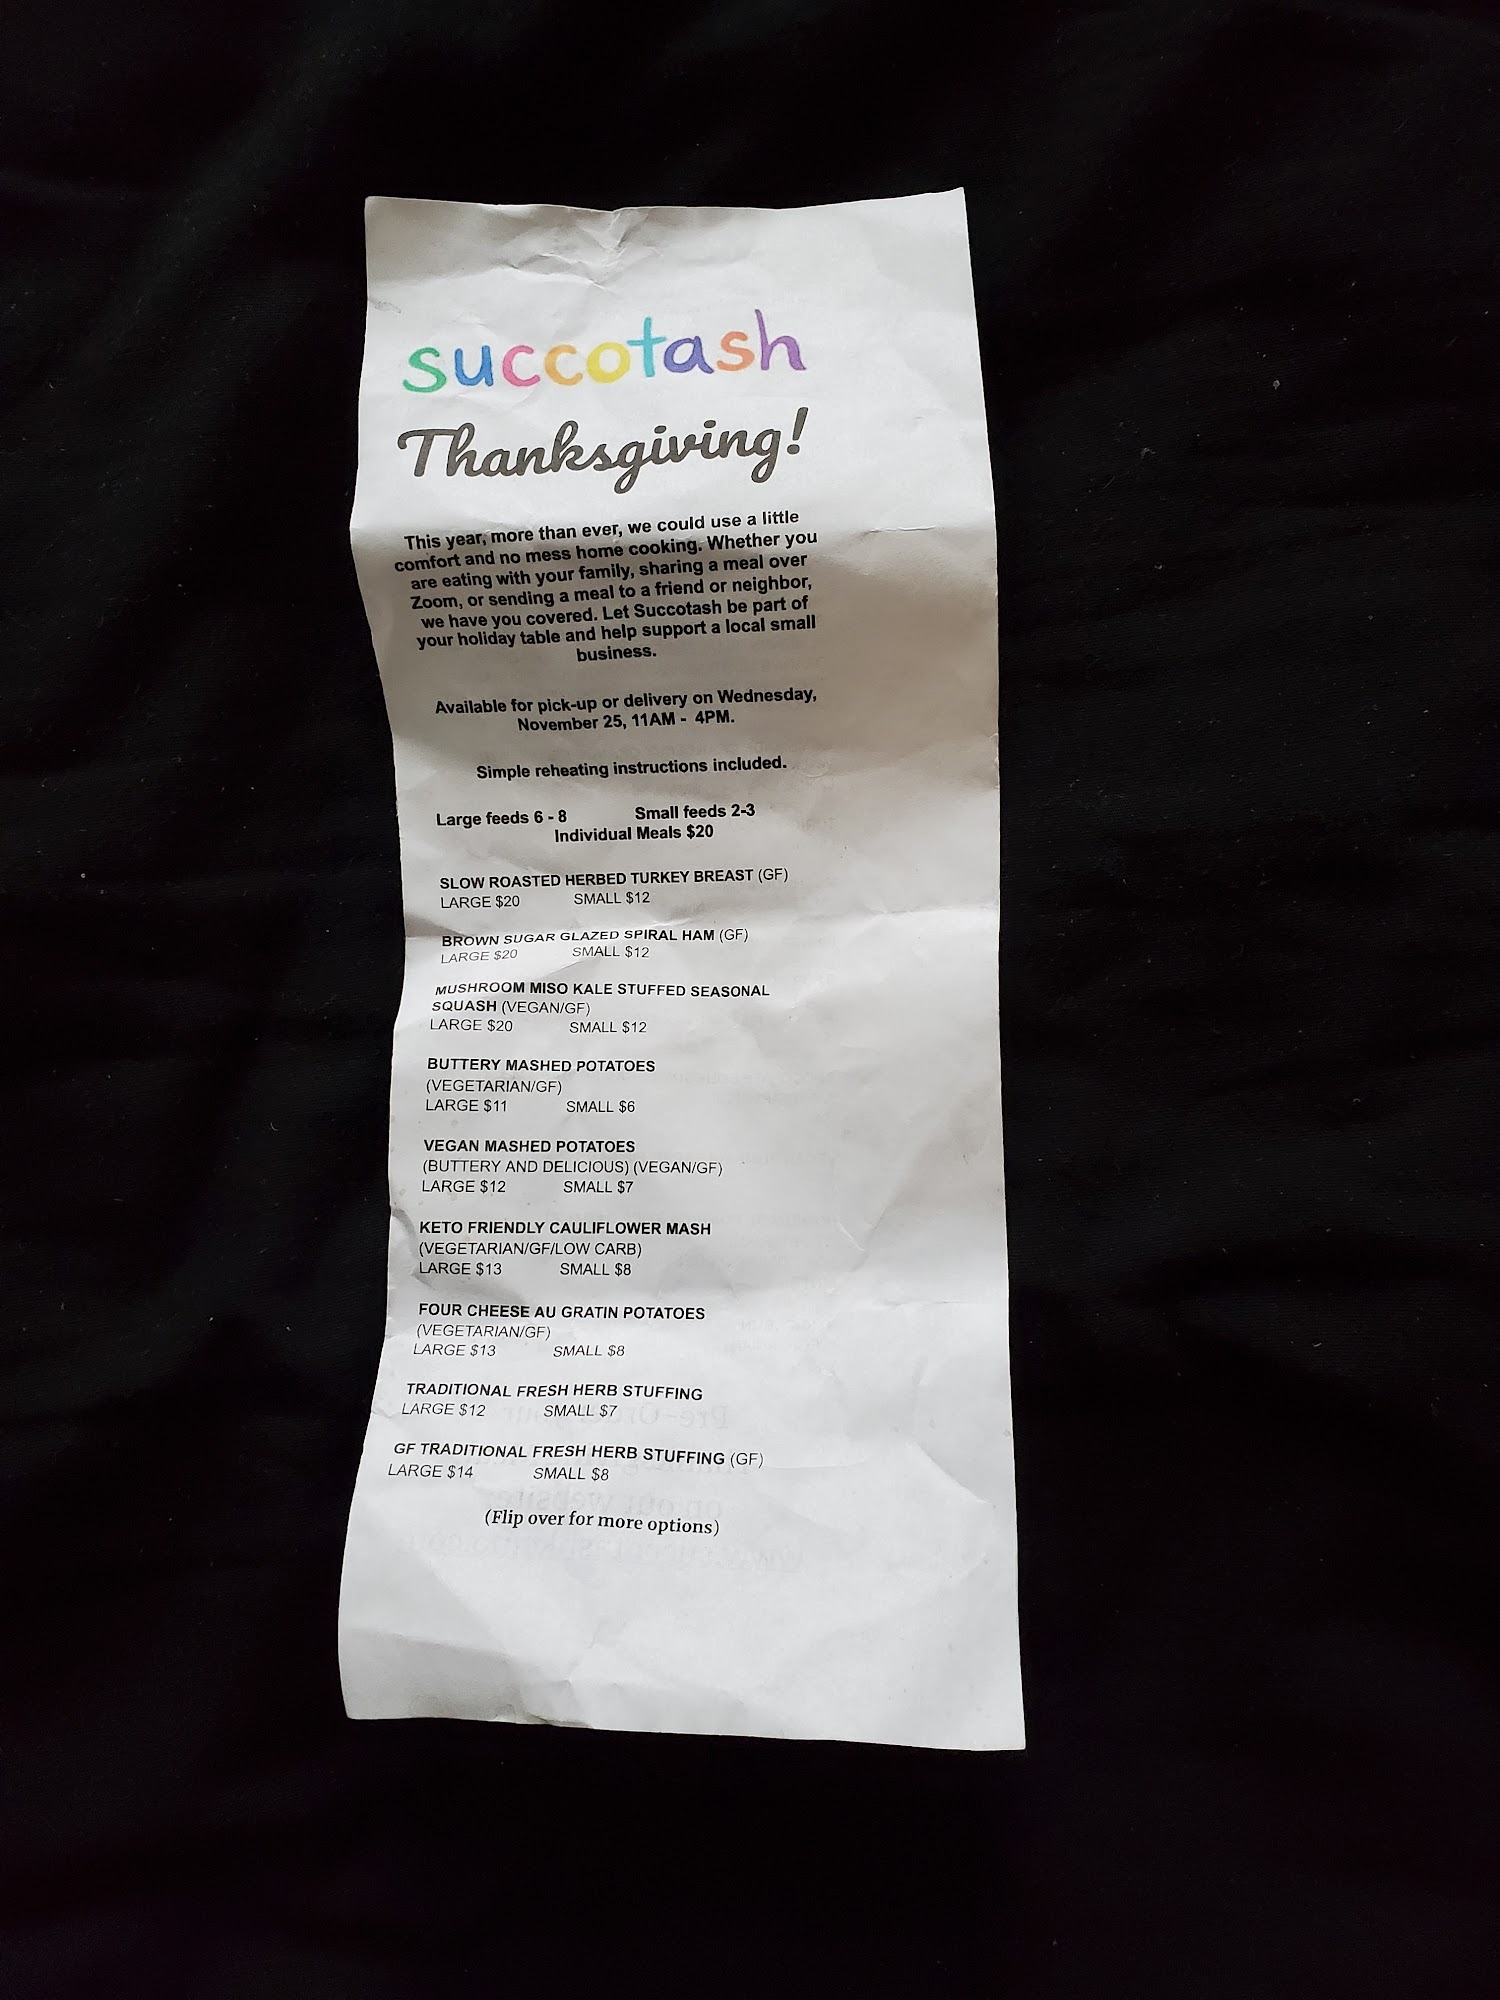 succotash
Thanksgiving!
This year, more than ever, we could use a little
comfort and no mess home cooking. Whether you
are eating with your family, sharing a meal over
Zoom, or sending a meal to a friend or neighbor,
we have you covered. Let Succotash be part of
your holiday table and help support a local small
business.
Available for pick-up or delivery on Wednesday,
November 25, 11AM - 4PM.
Simple reheating instructions included.
Large feeds 6 - 8 Small feeds 2-3
Individual Meals $20
SLOW ROASTED HERBED TURKEY BREAST (GF)
LARGE $20 SMALL $12
BROWN SUGAR GLAZED SPIRAL HAM (GF)
LARGE $20 SMALL $12
MUSHROOM MISO KALE STUFFED SEASONAL
SQUASH (VEGAN/GF)
LARGE $20 SMALL $12
BUTTERY MASHED POTATOES
(VEGETARIAN/GF)
LARGE $11 SMALL $6
VEGAN MASHED POTATOES
(BUTTERY AND DELICIOUS) (VEGAN/GF)
LARGE $12 SMALL $7
KETO FRIENDLY CAULIFLOWER MASH
(VEGETARIAN/GF/LOW CARB)
LARGE $13 SMALL $8
FOUR CHEESE AU GRATIN POTATOES
(VEGETARIAN/GF)
LARGE $13 SMALL $8
TRADITIONAL FRESH HERB STUFFING
LARGE $12 SMALL $7
GF TRADITIONAL FRESH HERB STUFFING (GF)
LARGE $14 SMALL $8
(Flip over for more options)